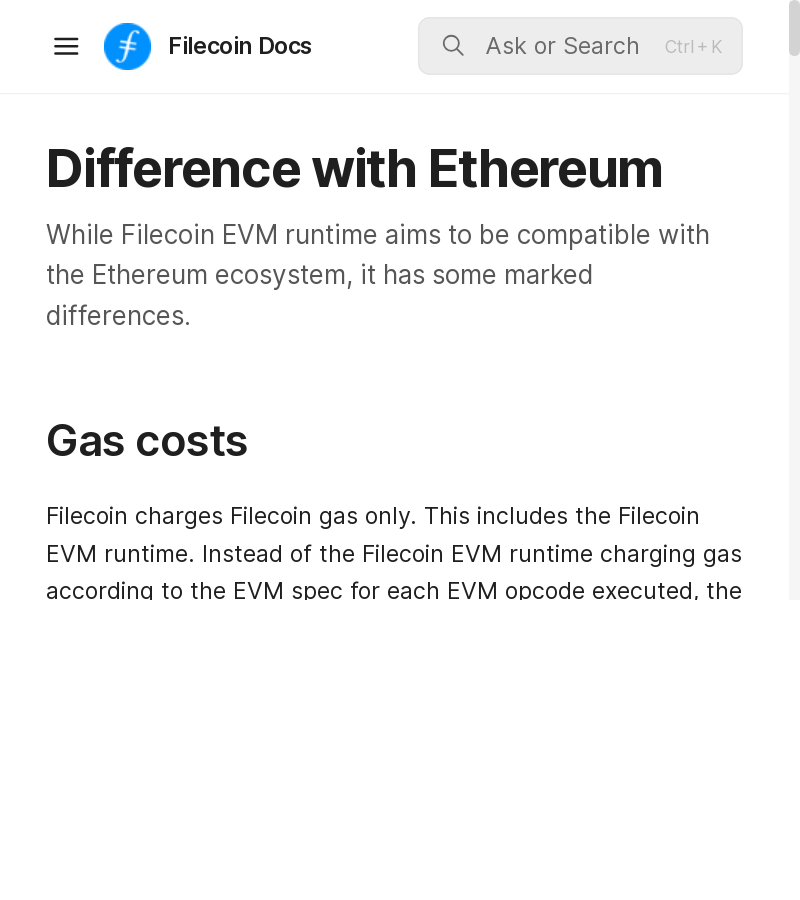 Filecoin Docs
Ask or Search
Ctrl + K
Difference with Ethereum
While Filecoin EVM runtime aims to be compatible with
the Ethereum ecosystem, it has some marked
differences.
Gas costs
Filecoin charges Filecoin gas only. This includes the Filecoin
EVM runtime. Instead of the Filecoin EVM runtime charging gas
according to the EVM spec for each EVM opcode executed, the